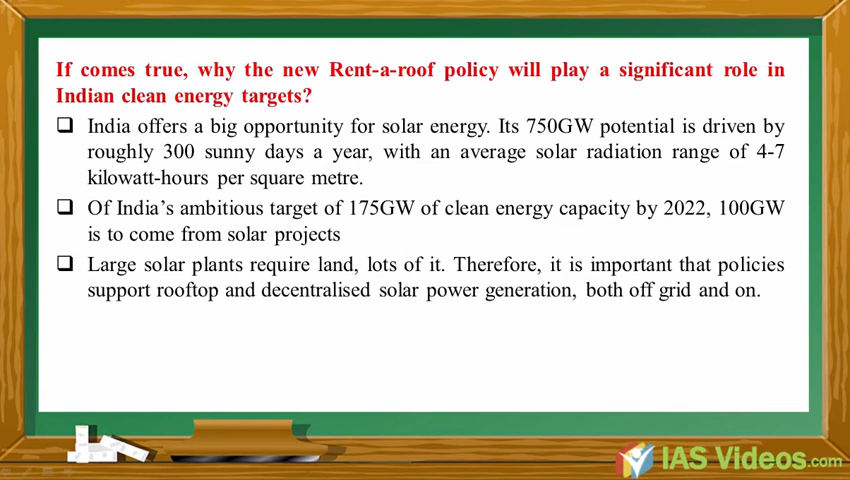 If comes true, why the new Rent-a-roof policy will play a significant role in
Indian clean energy targets?
❑ India offers a big opportunity for solar energy. Its 750GW potential is driven by
roughly 300 sunny days a year, with an average solar radiation range of 4-7
kilowatt-hours per square metre.
❑ Of India’s ambitious target of 175GW of clean energy capacity by 2022, 100GW
is to come from solar projects
❑ Large solar plants require land, lots of it. Therefore, it is important that policies
support rooftop and decentralised solar power generation, both off grid and on.
IAS Videos.com